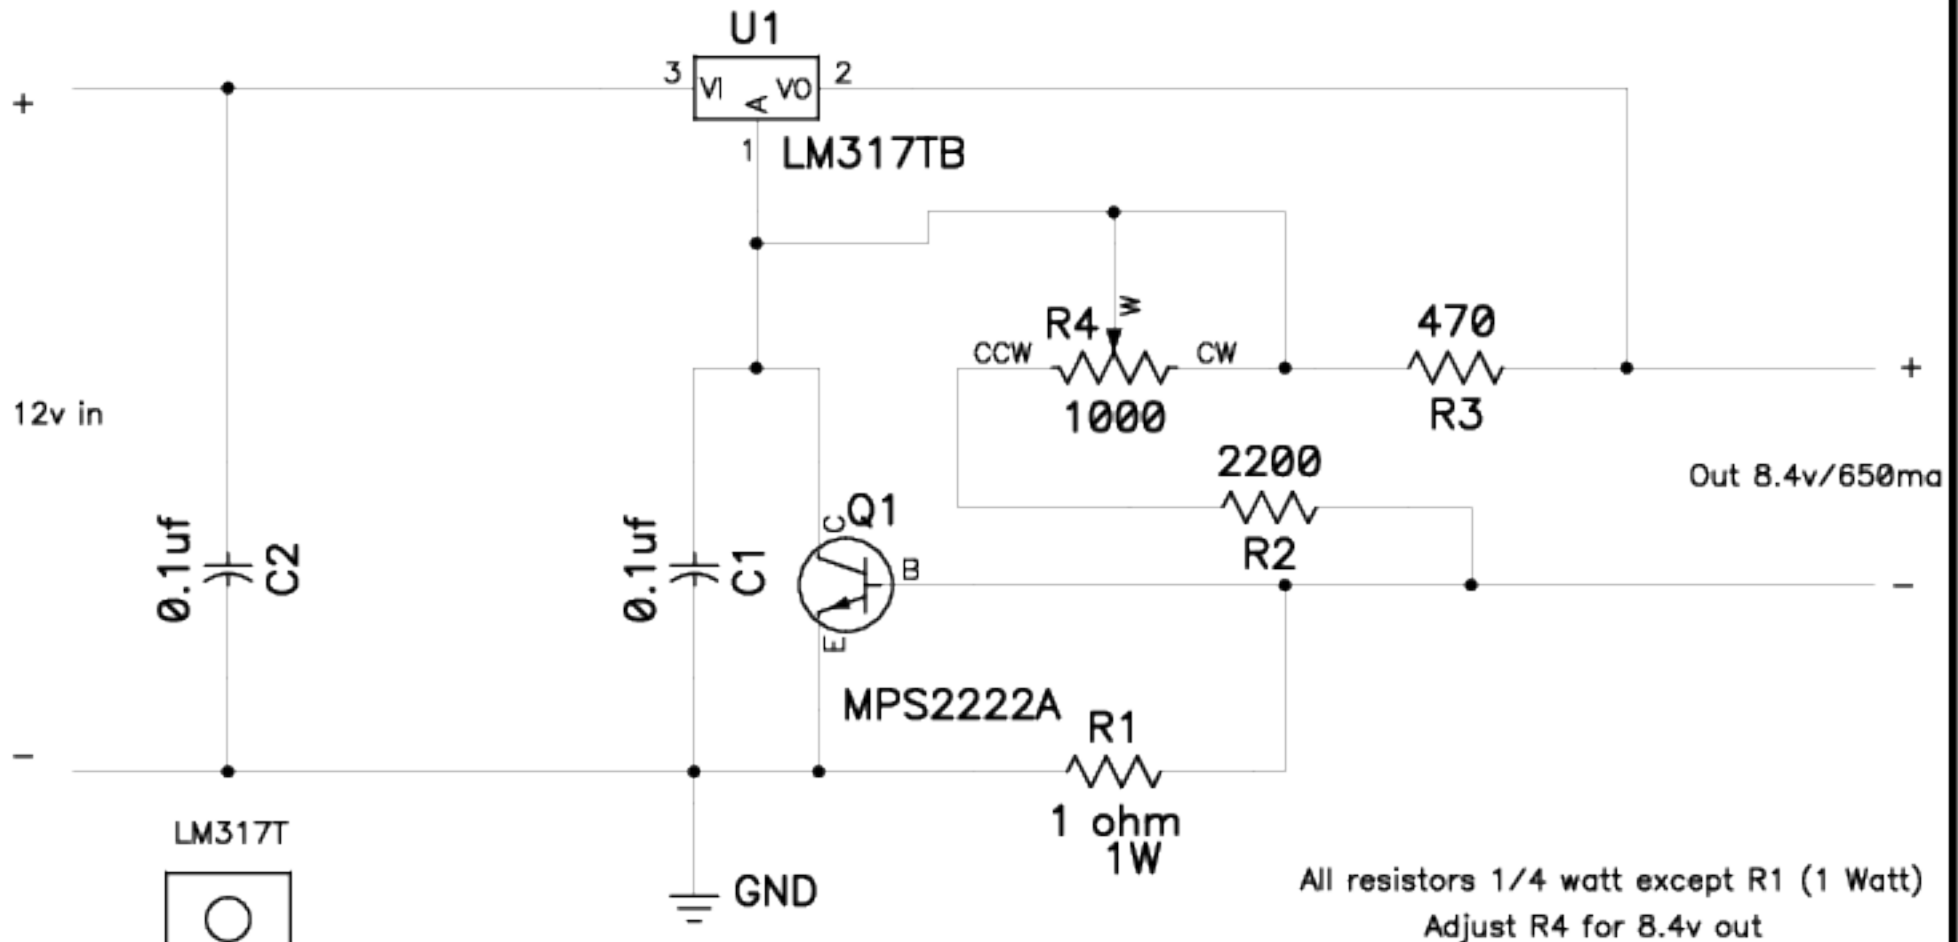 U1
+
3
VI
A
VO
2
1
LM317TB
W
R4
CCW
CW
1000
470
R3
+
12v in
2200
R2
Out 8.4v/650ma
0.1uf
C2
0.1uf
C1
C
Q1
B
E
−
MPS2222A
R1
−
1 ohm
1W
LM317T
GND
All resistors 1/4 watt except R1 (1 Watt)
Adjust R4 for 8.4v out